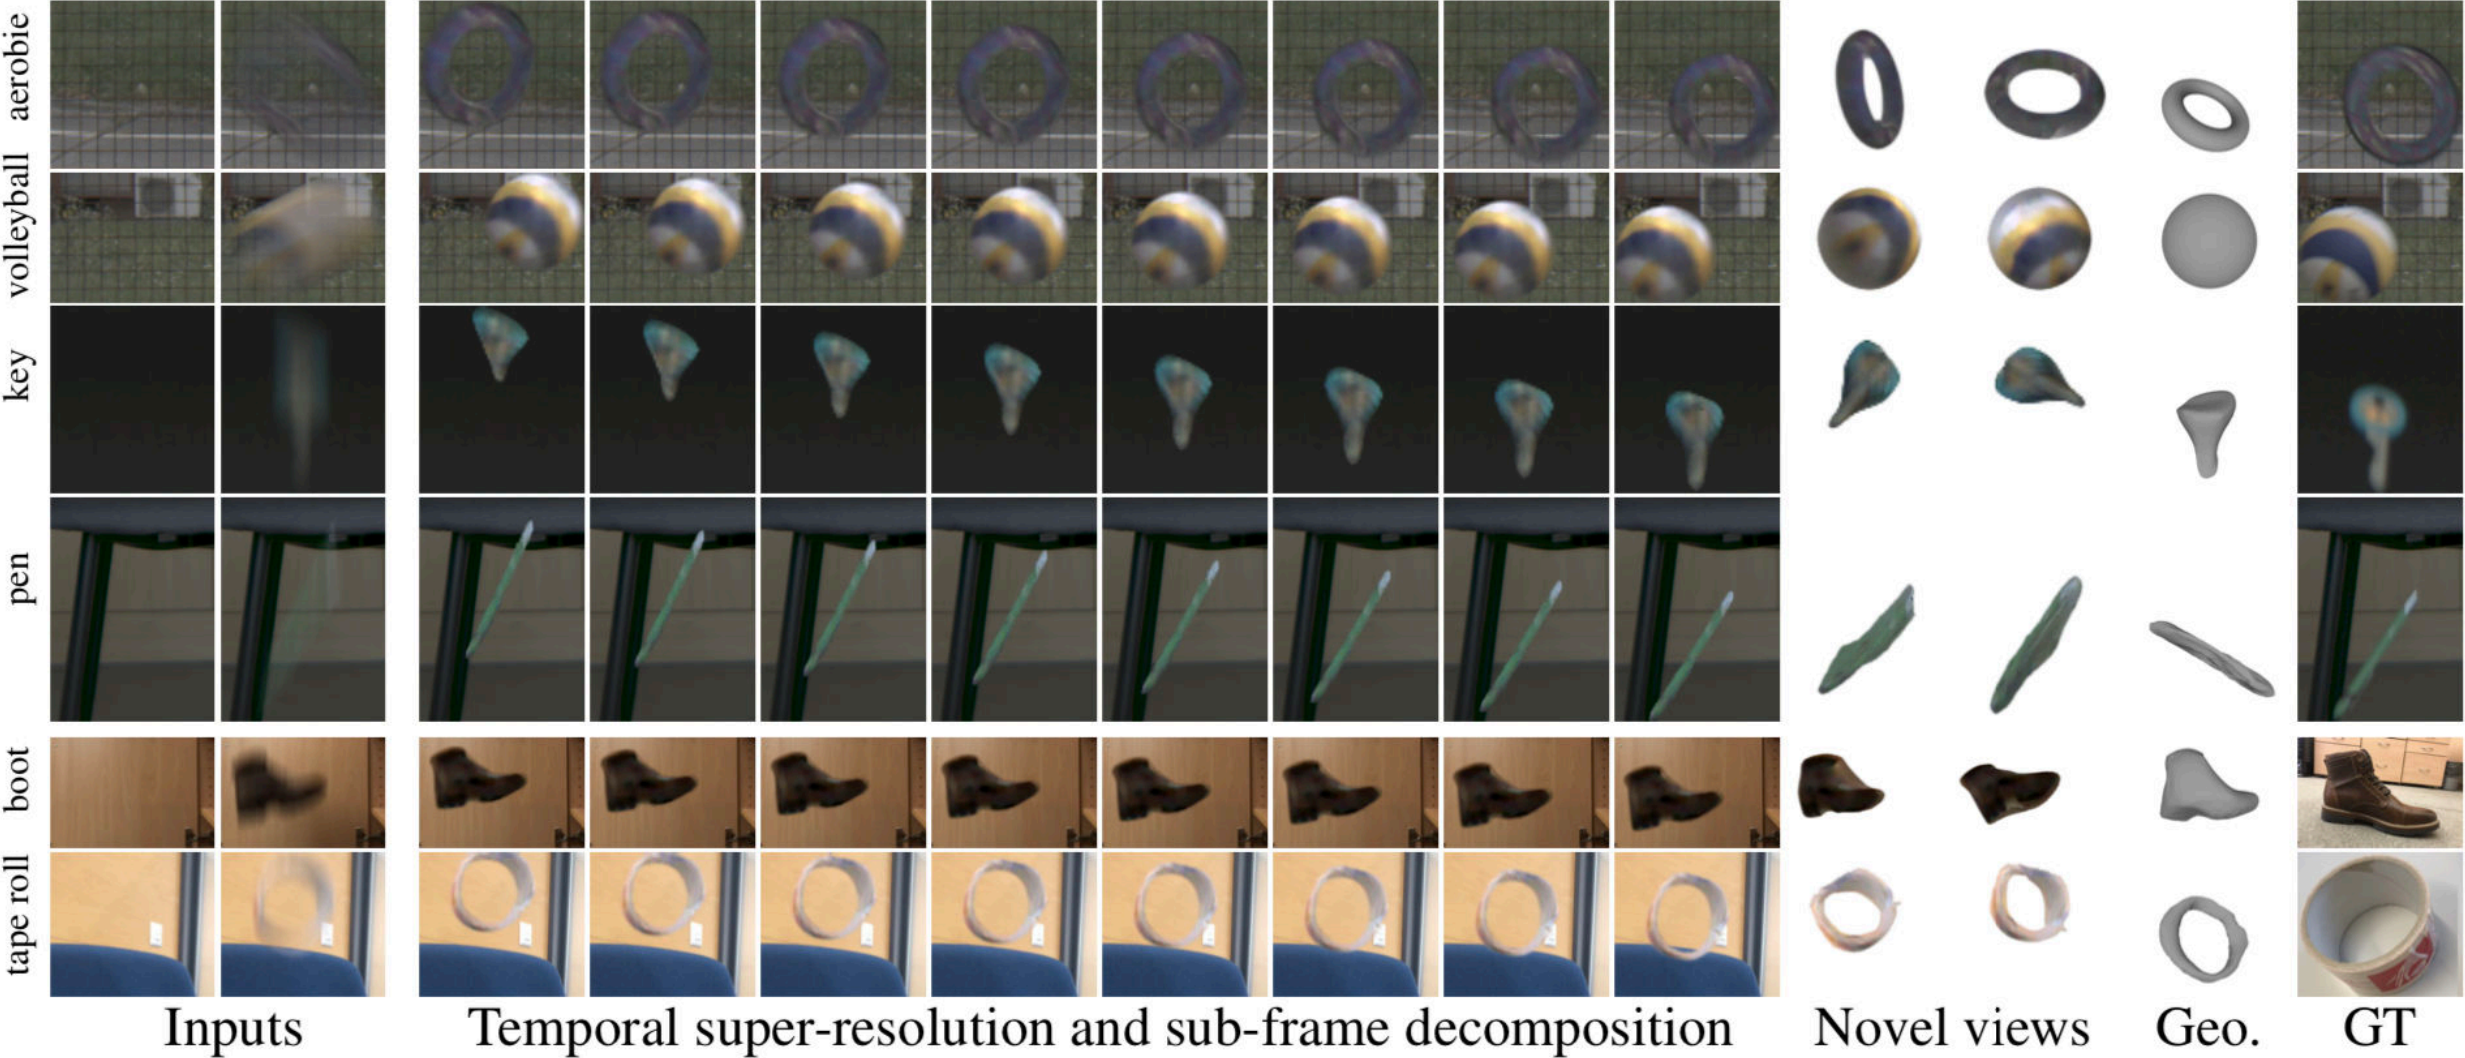 aerobie
volleyball
key
pen
boot
tape roll
Inputs
Temporal super-resolution and sub-frame decomposition
Novel views
Geo.
GT